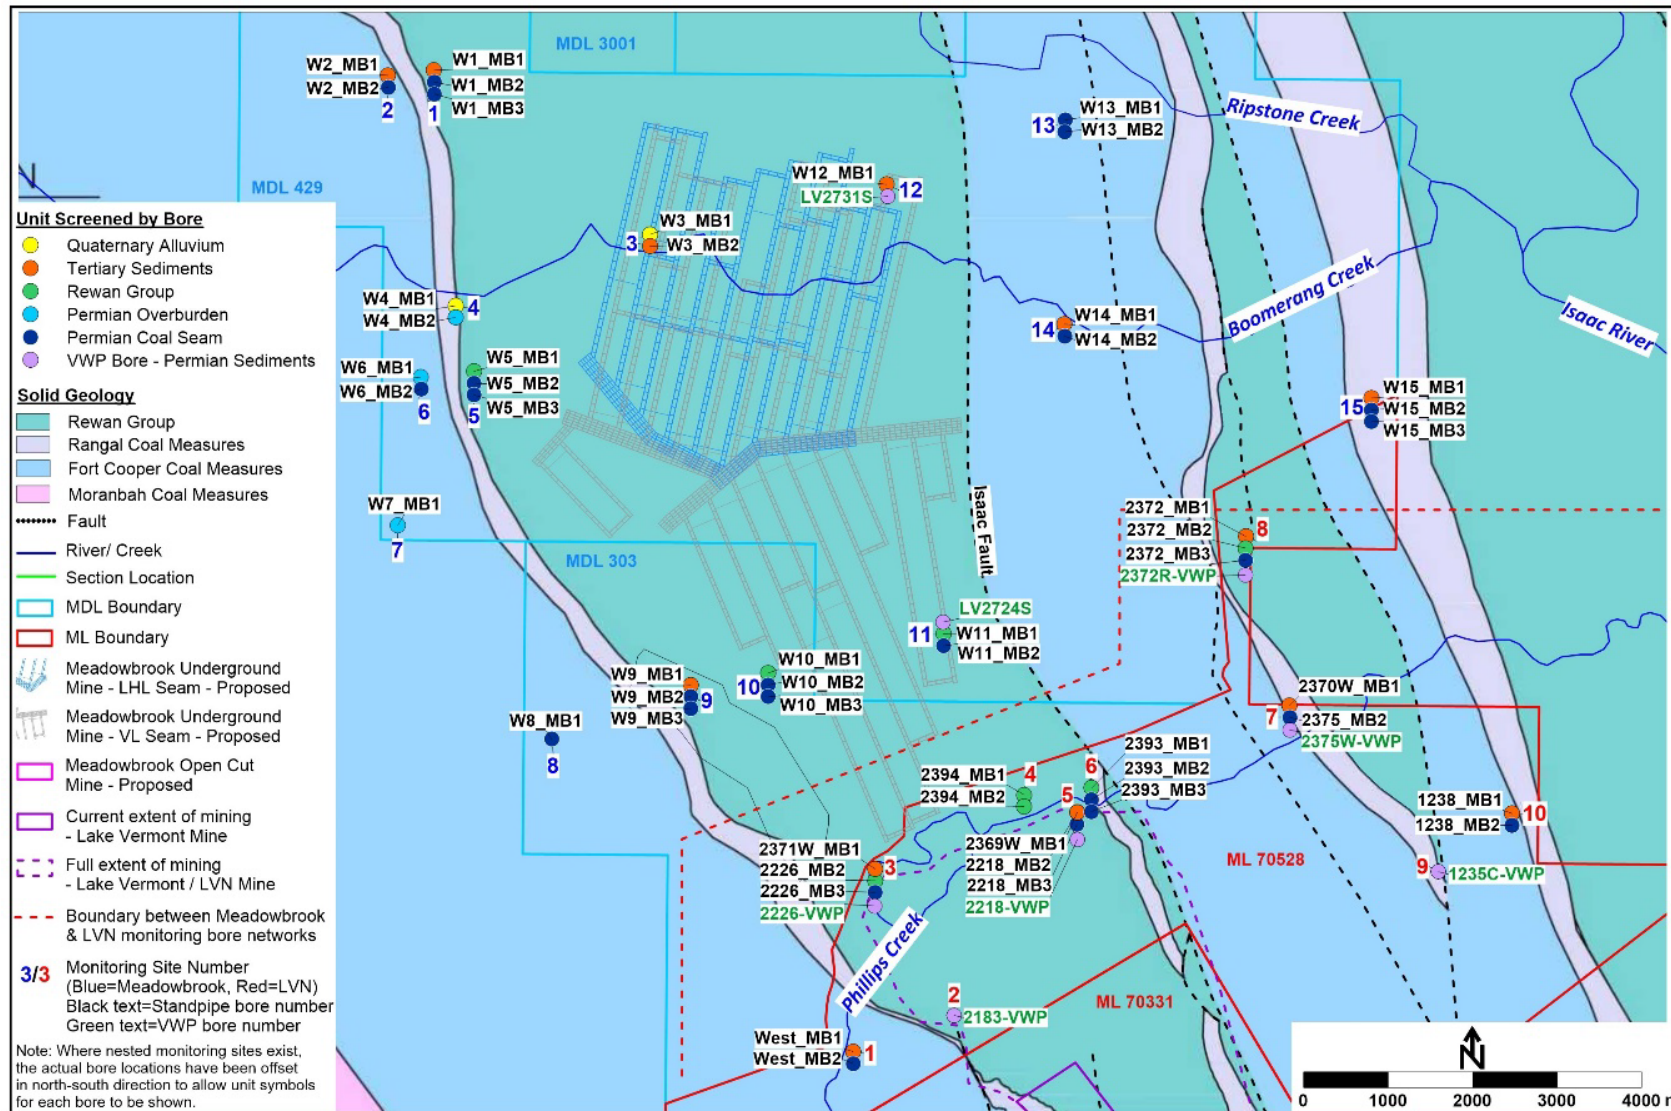 MDL 3001
W2_MB1
W2_MB2
2
W1_MB1
W1_MB2
W1_MB3
1
W13_MB1
W13_MB2
13
Ripstone Creek
MDL 429
W12_MB1
LV2731S
12
W3_MB1
W3_MB2
3
W4_MB1
W4_MB2
4
W14_MB1
W14_MB2
14
Boomerang Creek
Isaac River
W6_MB1
W6_MB2
6
W5_MB1
W5_MB2
W5_MB3
5
W15_MB1
W15_MB2
W15_MB3
15
W7_MB1
7
Isaac Fault
2372_MB1
2372_MB2
2372_MB3
2372R-VWP
8
MDL 303
LV2724S
W11_MB1
W11_MB2
11
W9_MB1
W9_MB2
W9_MB3
9
W10_MB1
W10_MB2
W10_MB3
10
W8_MB1
8
2370W_MB1
2375_MB2
2375W-VWP
7
2394_MB1
2394_MB2
4
2393_MB1
2393_MB2
2393_MB3
6
5
2369W_MB1
2218_MB2
2218_MB3
2218-VWP
2371W_MB1
2226_MB2
2226_MB3
2226-VWP
3
1238_MB1
1238_MB2
10
9
1235C-VWP
ML 70528
Phillips Creek
2
2183-VWP
ML 70331
West_MB1
West_MB2
1
Unit Screened by Bore
Quaternary Alluvium
Tertiary Sediments
Rewan Group
Permian Overburden
Permian Coal Seam
VWP Bore - Permian Sediments
Solid Geology
Rewan Group
Rangal Coal Measures
Fort Cooper Coal Measures
Moranbah Coal Measures
Fault
River/ Creek
Section Location
MDL Boundary
ML Boundary
Meadowbrook Underground
Mine - LHL Seam - Proposed
Meadowbrook Underground
Mine - VL Seam - Proposed
Meadowbrook Open Cut
Mine - Proposed
Current extent of mining
- Lake Vermont Mine
Full extent of mining
- Lake Vermont / LVN Mine
Boundary between Meadowbrook
& LVN monitoring bore networks
3/3 Monitoring Site Number
(Blue=Meadowbrook, Red=LVN)
Black text=Standpipe bore number
Green text=VWP bore number
Note: Where nested monitoring sites exist,
the actual bore locations have been offset
in north-south direction to allow unit symbols
for each bore to be shown.
N
0 1000 2000 3000 4000 m